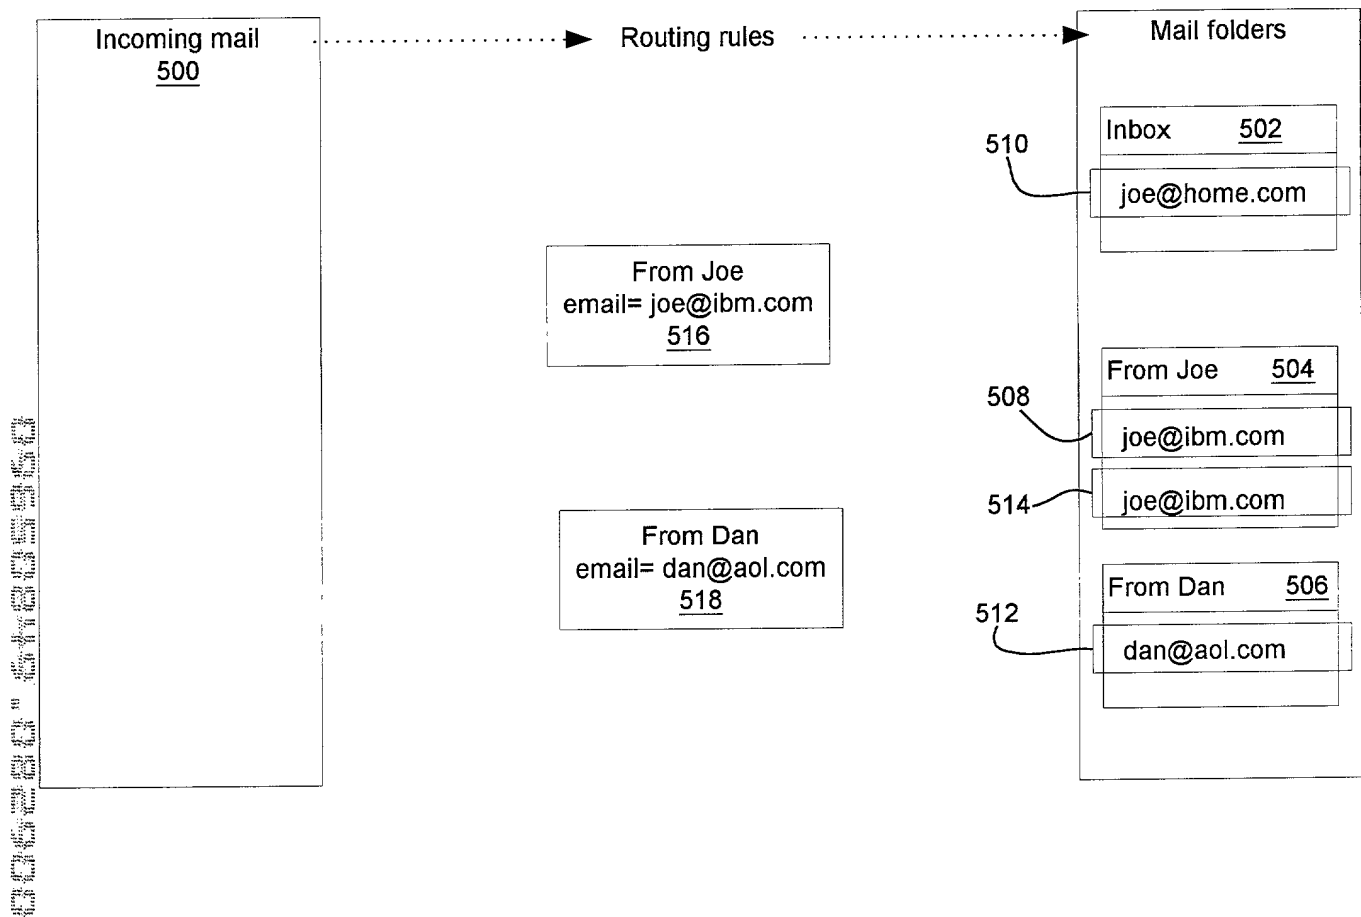 Incoming mail
500
Routing rules
Mail folders
Inbox 502
510
joe@home.com
From Joe
email= joe@ibm.com
516
From Joe 504
508
joe@ibm.com
514
joe@ibm.com
From Dan
email= dan@aol.com
518
From Dan 506
512
dan@aol.com